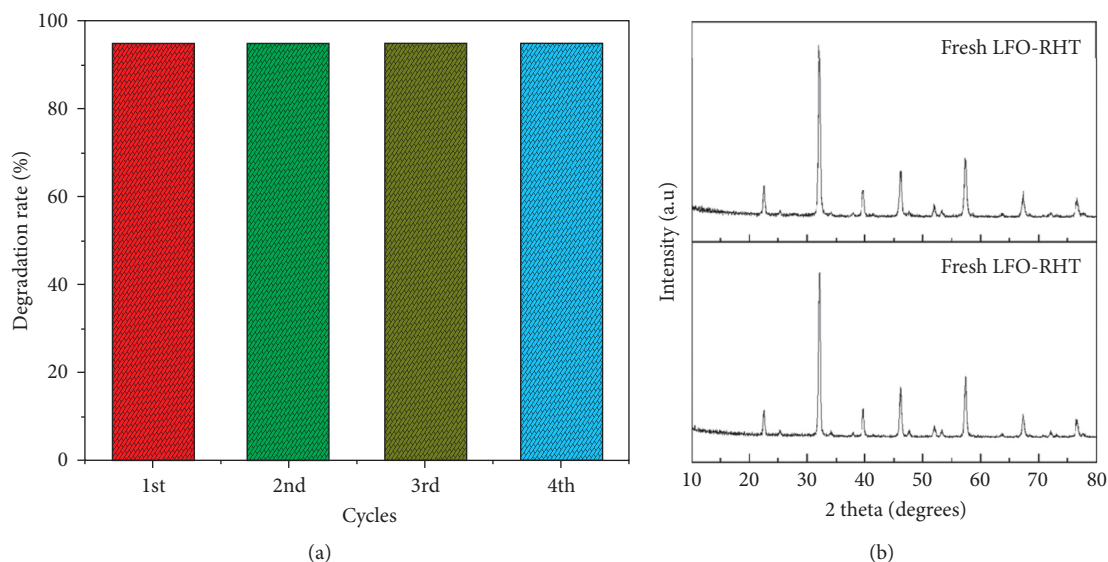 100
80
60
40
20
0
Degradation rate (%)
1st 2nd 3rd 4th
Cycles
(a)
Fresh LFO-RHT
Fresh LFO-RHT
Intensity (a.u)
10 20 30 40 50 60 70 80
2 theta (degrees)
(b)